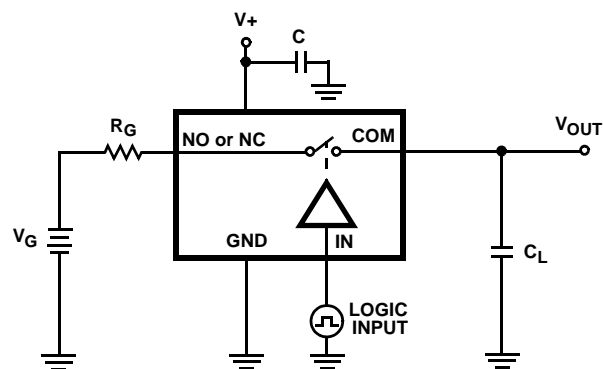 V+
C
RG
NO or NC
COM
VOUT
VG
GND
IN
CL
LOGIC
INPUT